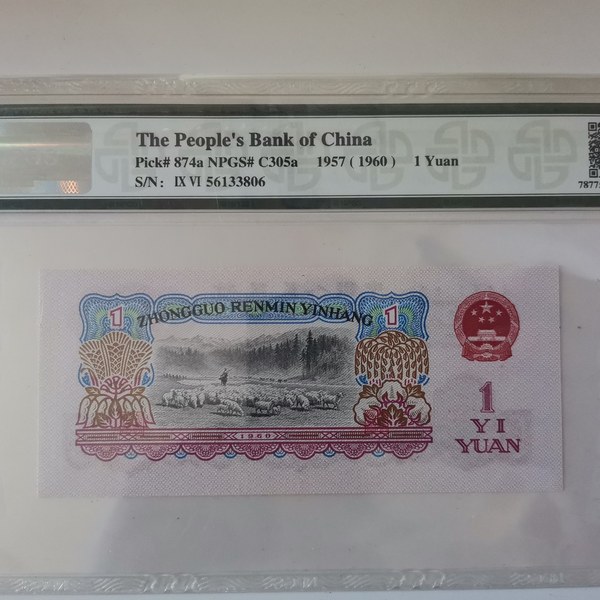 The People's Bank of China
Pick# 874a NPGS# C305a 1957 ( 1960 ) 1 Yuan
S/N: IX VI 56133806
7877
1 ZHONGGUO RENMIN YINHANG 1
1
YI
YUAN
1960